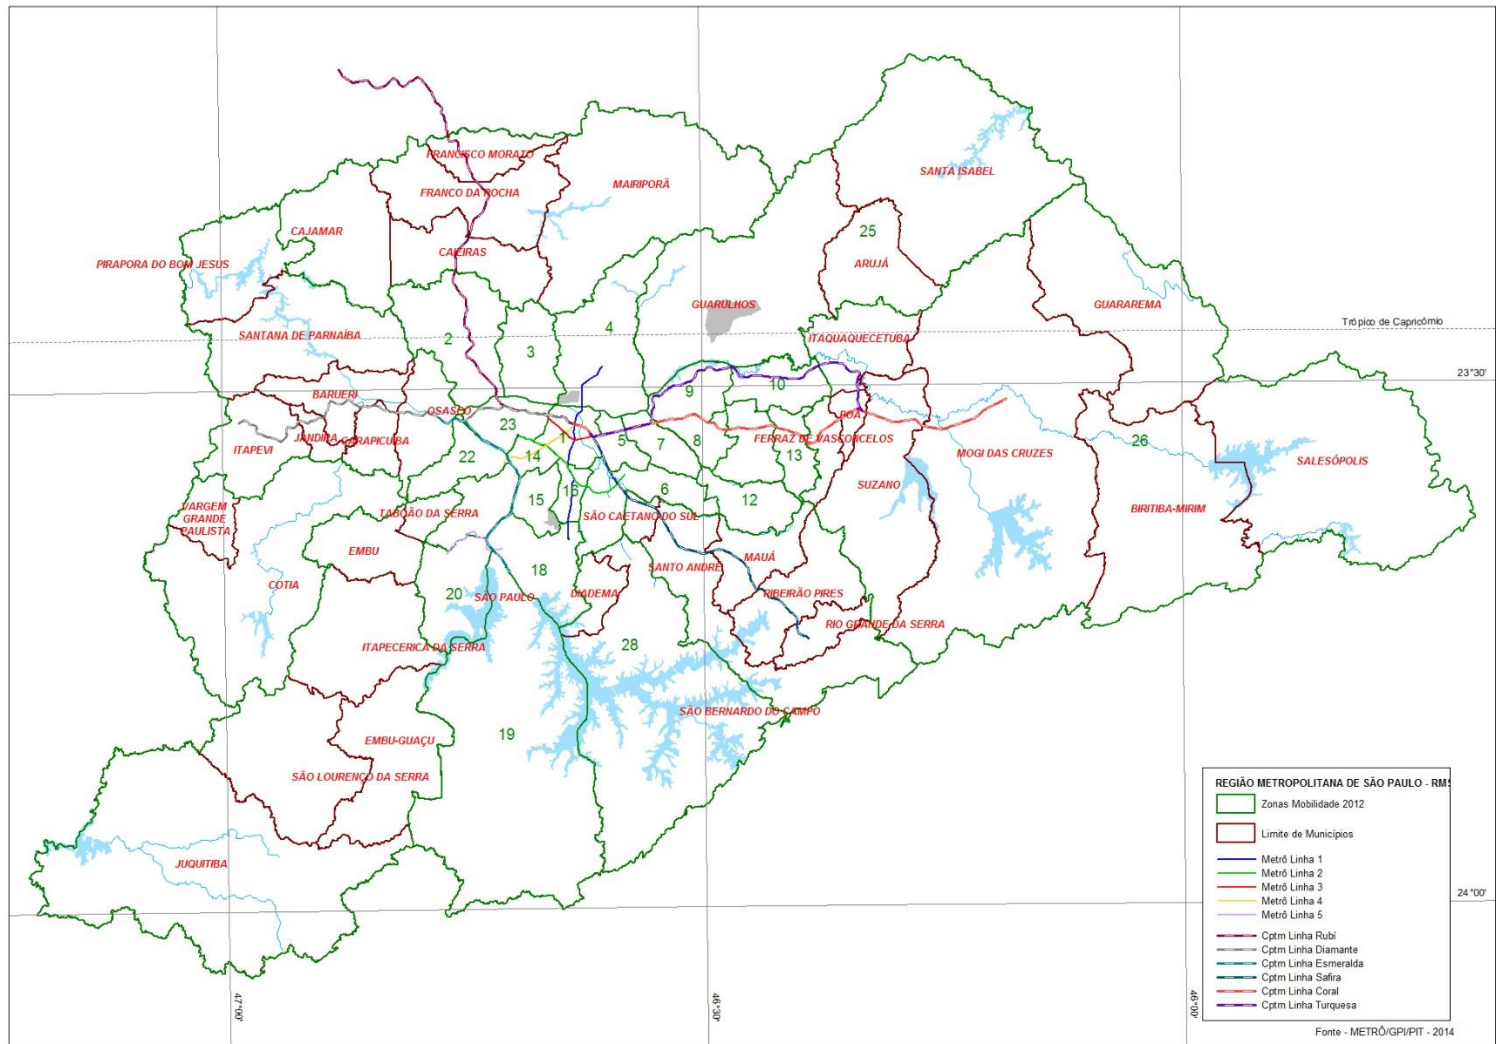 FRANCISCO MORATO
FRANCO DA ROCHA
MAIRIPORÃ
SANTA ISABEL
CAJAMAR
25
CAIEIRAS
PIRAPORA DO BOM JESUS
ARUJÁ
GUARULHOS
GUARAREMA
Trópico de Capricórnio
SANTANA DE PARNAÍBA
2
3
4
ITAQUAQUECETUBA
23°30'
BARUERI
9
10
OSASCO
POÁ
23
1
5
7
8
FERRAZ DE VASCONCELOS
JANDIRA
CARAPICUIBA
ITAPEVI
22
14
13
MOGI DAS CRUZES
26
SALESÓPOLIS
SUZANO
15
16
6
12
VARGEM
GRANDE
PAULISTA
TABOÃO DA SERRA
SÃO CAETANO DO SUL
BIRITIBA-MIRIM
EMBU
MAUÁ
SANTO ANDRÉ
18
COTIA
20
SÃO PAULO
DIADEMA
RIBEIRÃO PIRES
RIO GRANDE DA SERRA
ITAPECERICA DA SERRA
28
SÃO BERNARDO DO CAMPO
19
EMBU-GUAÇU
SÃO LOURENÇO DA SERRA
JUQUITIBA
24°00'
47°00'
46°30'
46°00'
REGIÃO METROPOLITANA DE SÃO PAULO - RMS
Zonas Mobilidade 2012
Limite de Municípios
Metrô Linha 1
Metrô Linha 2
Metrô Linha 3
Metrô Linha 4
Metrô Linha 5
Cptm Linha Rubí
Cptm Linha Diamante
Cptm Linha Esmeralda
Cptm Linha Safira
Cptm Linha Coral
Cptm Linha Turquesa
Fonte - METRÔ/GPI/PIT - 2014